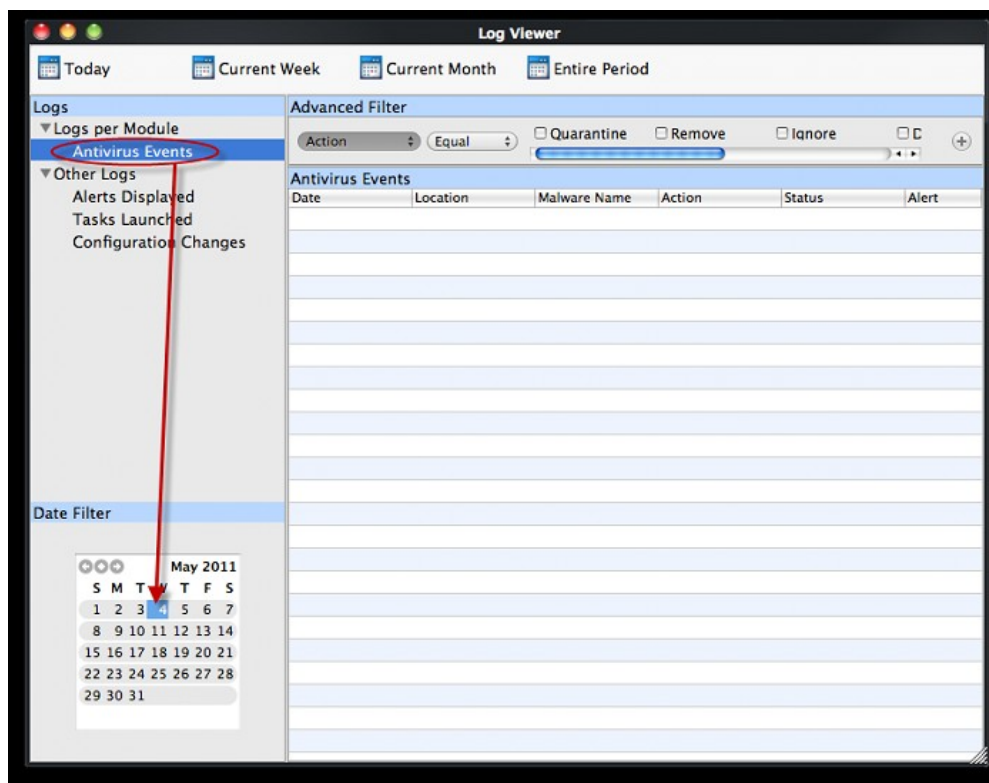 Log Viewer
Today Current Week Current Month Entire Period
Logs
Logs per Module
Antivirus Events
Other Logs
Alerts Displayed
Tasks Launched
Configuration Changes
Advanced Filter
Action Equal Quarantine Remove Ignore
Antivirus Events
Date Location Malware Name Action Status Alert
Date Filter
May 2011
S M T W T F S
1 2 3 4 5 6 7
8 9 10 11 12 13 14
15 16 17 18 19 20 21
22 23 24 25 26 27 28
29 30 31